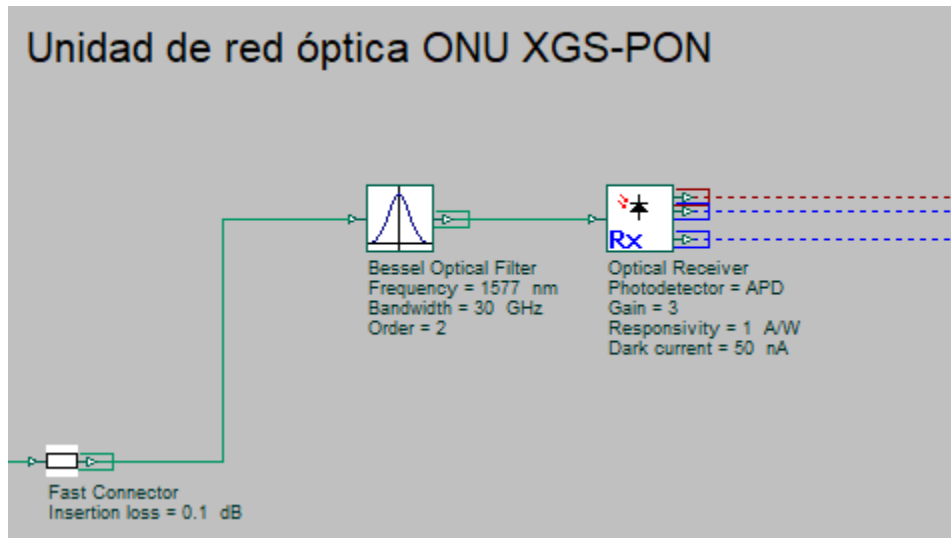 Unidad de red óptica ONU XGS-PON
Rx
Bessel Optical Filter
Frequency = 1577 nm
Bandwidth = 30 GHz
Order = 2
Optical Receiver
Photodetector = APD
Gain = 3
Responsivity = 1 A/W
Dark current = 50 nA
Fast Connector
Insertion loss = 0.1 dB